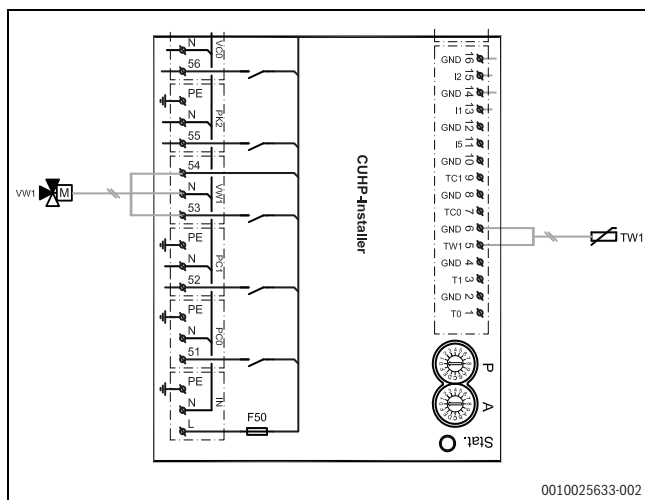 N
VC0
56
PE
N
PK2
55
54
N
VW1
53
PE
N
PC1
52
PE
N
PC0
51
PE
N
IN
L
F50
VW1
M
CUHP-Installer
GND 16
I2 15
GND 14
I1 13
GND 12
I5 11
GND 10
TC1 9
GND 8
TC0 7
GND 6
TW1 5
GND 4
T1 3
GND 2
T0 1
TW1
P
A
Stat.
0010025633-002